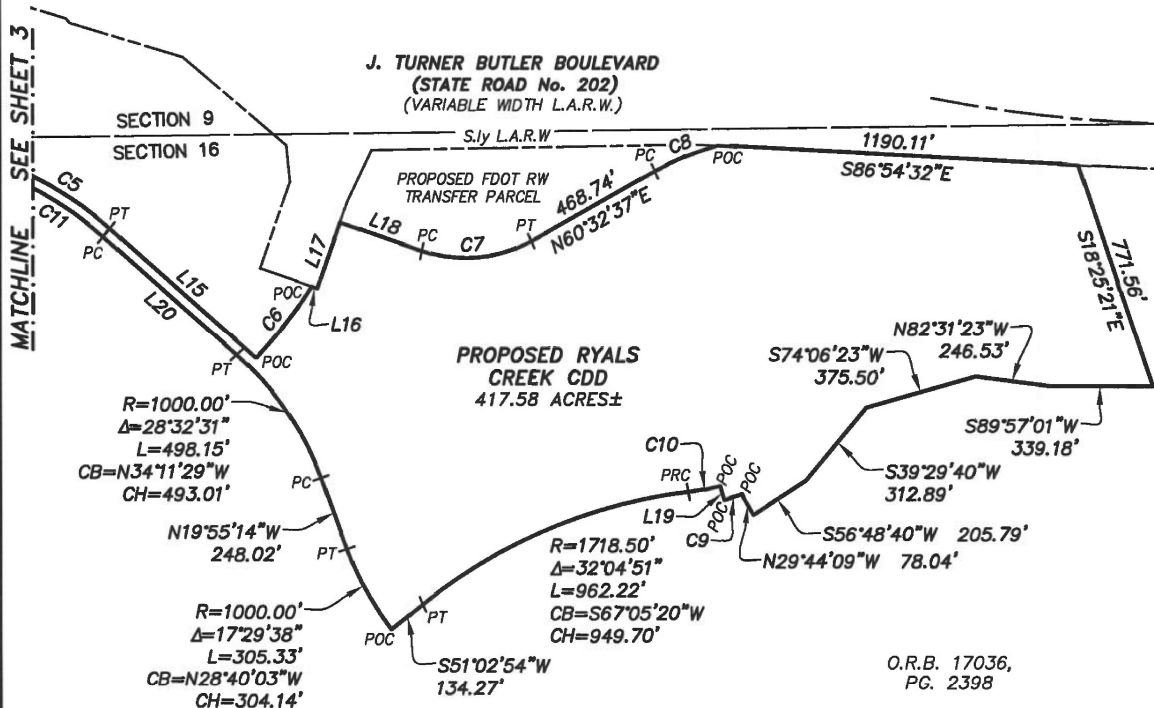 MATCHLINE SEE SHEET 3
J. TURNER BUTLER BOULEVARD
(STATE ROAD No. 202)
(VARIABLE WIDTH L.A.R.W.)
SECTION 9
SECTION 16
S.ly L.A.R.W
C5
C11
PT
PC
L15
L20
PT
POC
C6
POC
L16
L17
L18
PC
C7
PT
PROPOSED FDOT RW
TRANSFER PARCEL
468.74'
N60°32'37"E
PC
C8
POC
1190.11'
S86°54'32"E
771.56'
S18°25'21"E
PROPOSED RYALS
CREEK CDD
417.58 ACRES±
N82°31'23"W
246.53'
S74°06'23"W
375.50'
S89°57'01"W
339.18'
S39°29'40"W
312.89'
S56°48'40"W 205.79'
N29°44'09"W 78.04'
C10
PRC
POC
POC
L19
POC
C9
R=1000.00'
Δ=28°32'31"
L=498.15'
CB=N34°11'29"W
CH=493.01'
PC
N19°55'14"W
248.02'
PT
R=1000.00'
Δ=17°29'38"
L=305.33'
CB=N28°40'03"W
CH=304.14'
POC
PT
S51°02'54"W
134.27'
R=1718.50'
Δ=32°04'51"
L=962.22'
CB=S67°05'20"W
CH=949.70'
O.R.B. 17036,
PG. 2398